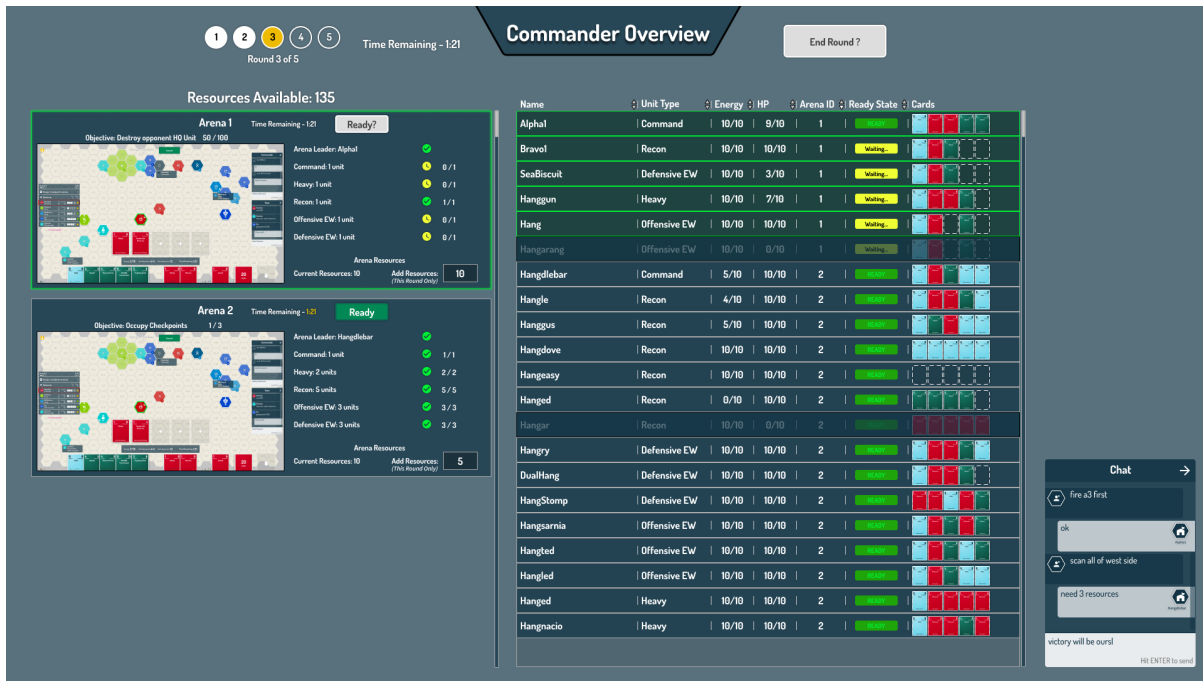 1 2 3 4 5
Round 3 of 5
Time Remaining - 1:21
Commander Overview
End Round ?
Resources Available: 135
Arena 1
Time Remaining - 1:21
Ready?
Objective: Destroy opponent HQ Unit 50 / 100
Arena Leader: Alpha1
Command: 1 unit 0 / 1
Heavy: 1 unit 0 / 1
Recon: 1 unit 1 / 1
Offensive EW: 1 unit 0 / 1
Defensive EW: 1 unit 0 / 1
Arena Resources
Current Resources: 10
Add Resources: 10
(This Round Only)
Arena 2
Time Remaining - 1:21
Ready
Objective: Occupy Checkpoints 1 / 3
Arena Leader: Hangdlebar
Command: 1 unit 1 / 1
Heavy: 2 units 2 / 2
Recon: 5 units 5 / 5
Offensive EW: 3 units 3 / 3
Defensive EW: 3 units 3 / 3
Arena Resources
Current Resources: 10
Add Resources: 5
(This Round Only)
Name | Unit Type Energy | HP Arena ID | Ready State Cards
Alpha1 | Command | 10/10 | 9/10 | 1 | READY |
Bravo1 | Recon | 10/10 | 10/10 | 1 | Waiting... |
SeaBiscuit | Defensive EW | 10/10 | 3/10 | 1 | Waiting... |
Hanggun | Heavy | 10/10 | 7/10 | 1 | Waiting... |
Hang | Offensive EW | 10/10 | 10/10 | 1 | Waiting... |
Hangarang | Offensive EW | 10/10 | 0/10 | 1 | Waiting... |
Hangdlebar | Command | 5/10 | 10/10 | 2 | READY |
Hangle | Recon | 4/10 | 10/10 | 2 | READY |
Hanggus | Recon | 5/10 | 10/10 | 2 | READY |
Hangdove | Recon | 10/10 | 10/10 | 2 | READY |
Hangeasy | Recon | 10/10 | 10/10 | 2 | READY |
Hanged | Recon | 0/10 | 10/10 | 2 | READY |
Hangar | Recon | 10/10 | 0/10 | 2 | READY |
Hangry | Defensive EW | 10/10 | 10/10 | 2 | READY |
DualHang | Defensive EW | 10/10 | 10/10 | 2 | READY |
HangStomp | Defensive EW | 10/10 | 10/10 | 2 | READY |
Hangsarnia | Offensive EW | 10/10 | 10/10 | 2 | READY |
Hangted | Offensive EW | 10/10 | 10/10 | 2 | READY |
Hangled | Offensive EW | 10/10 | 10/10 | 2 | READY |
Hanged | Heavy | 10/10 | 10/10 | 2 | READY |
Hangnacio | Heavy | 10/10 | 10/10 | 2 | READY |
Chat
fire a3 first
ok
scan all of west side
need 3 resources
Hangdlebar
victory will be ours!
Hit ENTER to send